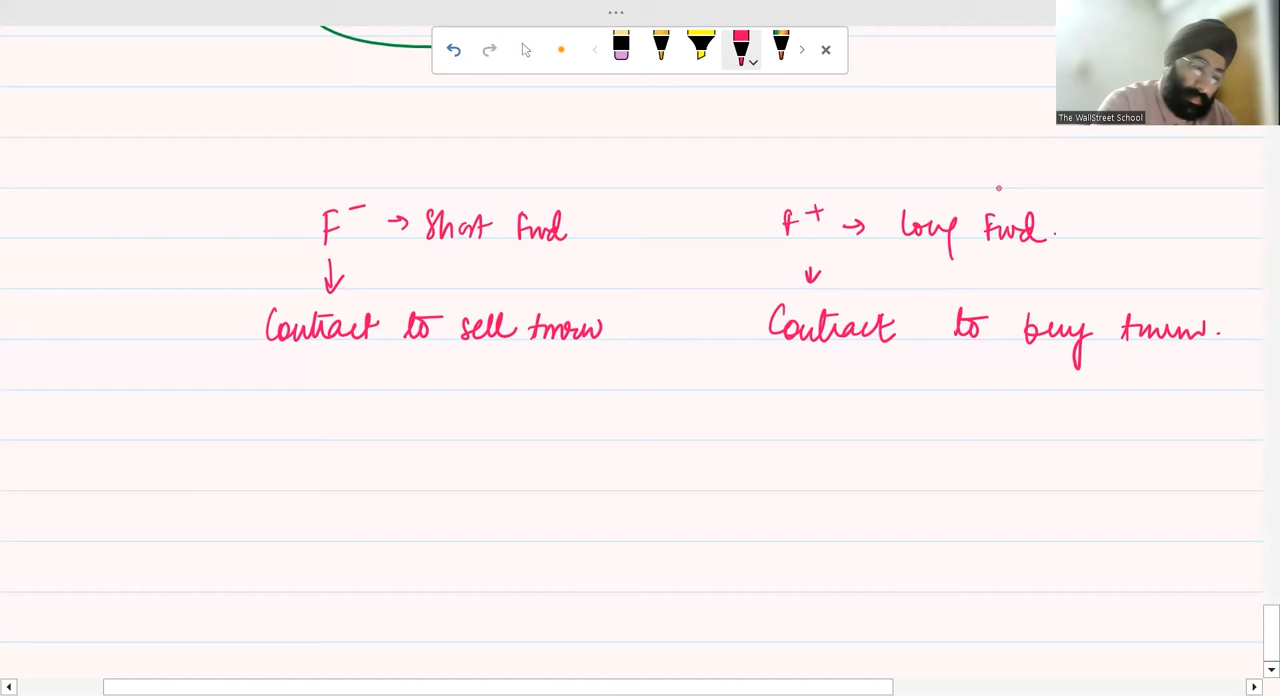 The WallStreet School
F⁻ → Short Fwd
F⁺ → Long Fwd.
Contract to sell tmrw
Contract to buy tmrw.